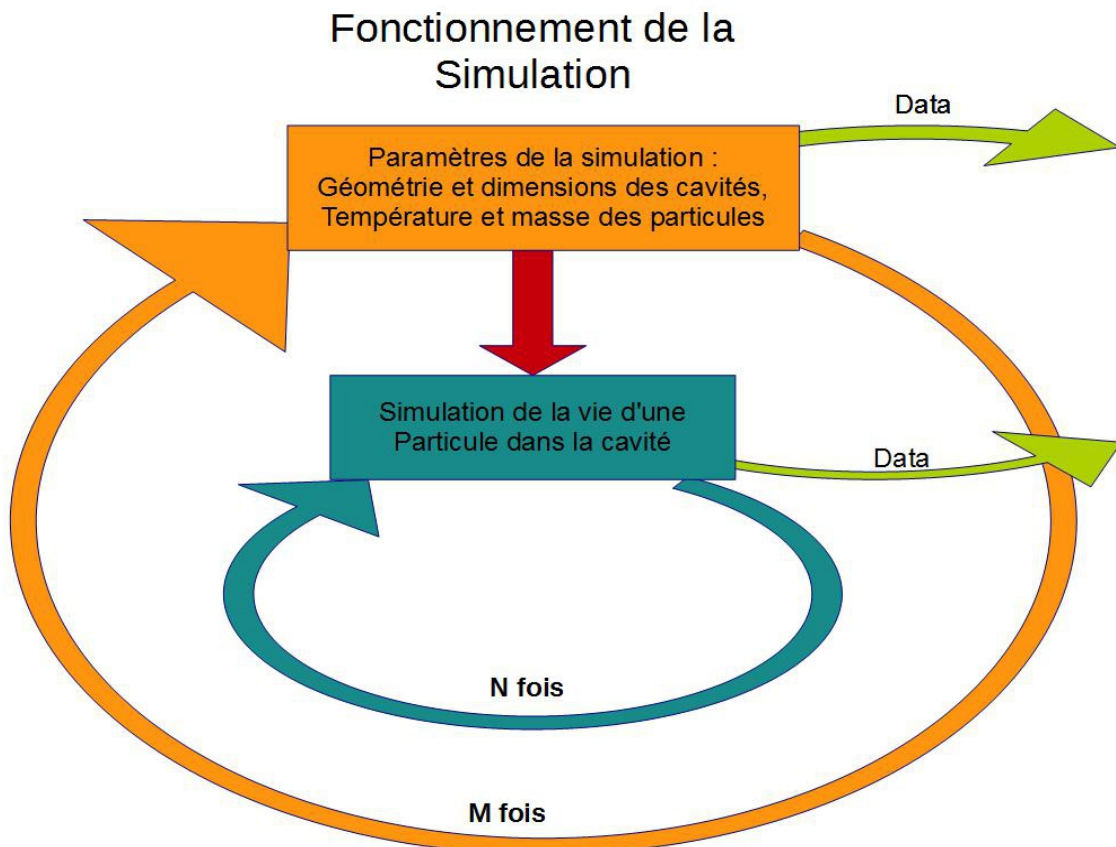 Fonctionnement de la
Simulation
Data
Paramètres de la simulation :
Géométrie et dimensions des cavités,
Température et masse des particules
Simulation de la vie d'une
Particule dans la cavité
Data
N fois
M fois